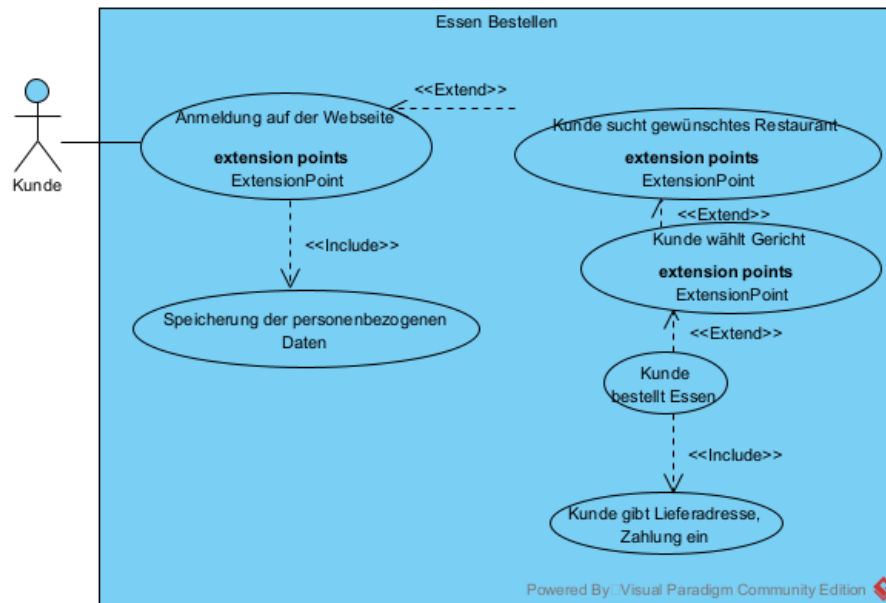 Essen Bestellen
<<Extend>>
Anmeldung auf der Webseite
extension points
ExtensionPoint
Kunde
Kunde sucht gewünschtes Restaurant
extension points
ExtensionPoint
<<Extend>>
Kunde wählt Gericht
extension points
ExtensionPoint
<<Include>>
Speicherung der personenbezogenen
Daten
<<Extend>>
Kunde
bestellt Essen
<<Include>>
Kunde gibt Lieferadresse,
Zahlung ein
Powered By Visual Paradigm Community Edition